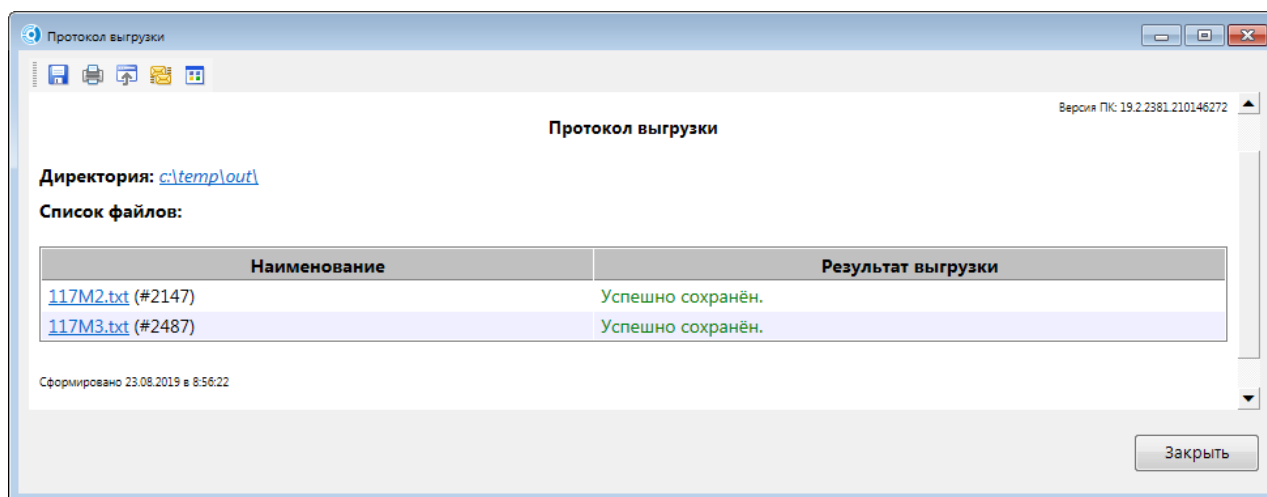 Протокол выгрузки
Версия ПК: 19.2.2381.210146272
Протокол выгрузки
Директория: c:\temp\out\
Список файлов:
Наименование Результат выгрузки
117M2.txt (#2147) Успешно сохранён.
117M3.txt (#2487) Успешно сохранён.
Сформировано 23.08.2019 в 8:56:22
Закрыть